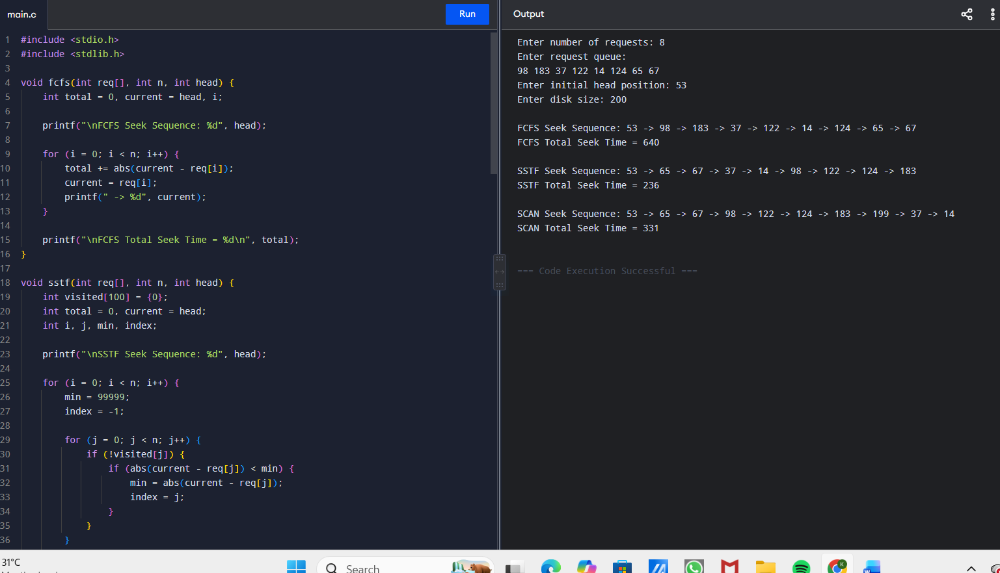 main.c
Run
1 #include <stdio.h>
2 #include <stdlib.h>
3
4 void fcfs(int req[], int n, int head) {
5     int total = 0, current = head, i;
6
7     printf("\nFCFS Seek Sequence: %d", head);
8
9     for (i = 0; i < n; i++) {
10         total += abs(current - req[i]);
11         current = req[i];
12         printf(" -> %d", current);
13     }
14
15     printf("\nFCFS Total Seek Time = %d\n", total);
16 }
17
18 void sstf(int req[], int n, int head) {
19     int visited[100] = {0};
20     int total = 0, current = head;
21     int i, j, min, index;
22
23     printf("\nSSTF Seek Sequence: %d", head);
24
25     for (i = 0; i < n; i++) {
26         min = 99999;
27         index = -1;
28
29         for (j = 0; j < n; j++) {
30             if (!visited[j]) {
31                 if (abs(current - req[j]) < min) {
32                     min = abs(current - req[j]);
33                     index = j;
34                 }
35             }
36         }
Output
Enter number of requests: 8
Enter request queue:
98 183 37 122 14 124 65 67
Enter initial head position: 53
Enter disk size: 200
FCFS Seek Sequence: 53 -> 98 -> 183 -> 37 -> 122 -> 14 -> 124 -> 65 -> 67
FCFS Total Seek Time = 640
SSTF Seek Sequence: 53 -> 65 -> 67 -> 37 -> 14 -> 98 -> 122 -> 124 -> 183
SSTF Total Seek Time = 236
SCAN Seek Sequence: 53 -> 65 -> 67 -> 98 -> 122 -> 124 -> 183 -> 199 -> 37 -> 14
SCAN Total Seek Time = 331
=== Code Execution Successful ===
31°C
Search